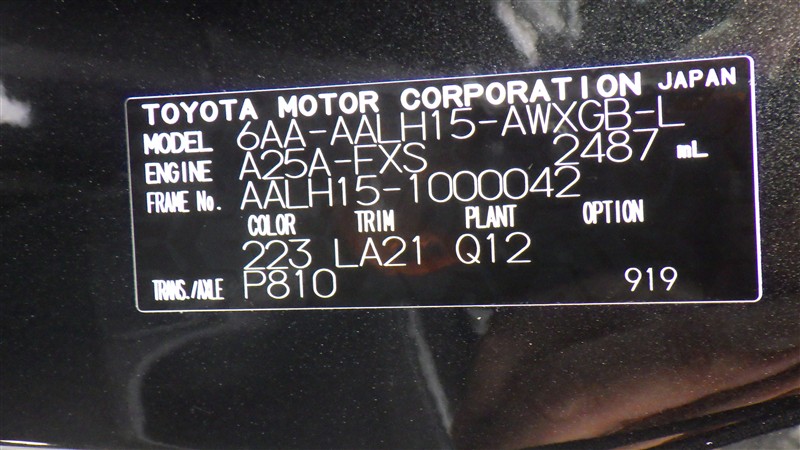 TOYOTA MOTOR CORPORATION JAPAN
MODEL 6AA-AALH15-AWXGB-L
ENGINE A25A-FXS 2487 mL
FRAME No. AALH15-1000042
COLOR TRIM PLANT OPTION
223 LA21 Q12
TRANS./AXLE P810 919